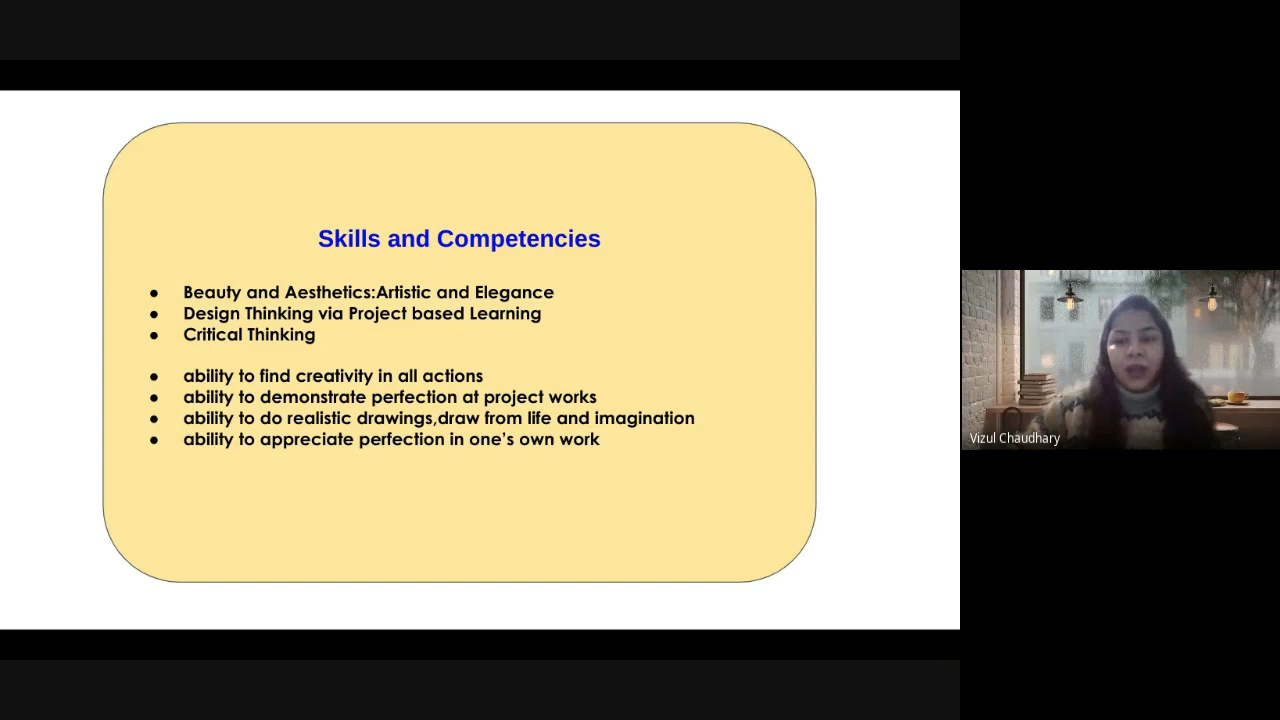 Skills and Competencies
● Beauty and Aesthetics:Artistic and Elegance
● Design Thinking via Project based Learning
● Critical Thinking
● ability to find creativity in all actions
● ability to demonstrate perfection at project works
● ability to do realistic drawings,draw from life and imagination
● ability to appreciate perfection in one's own work
Vizul Chaudhary